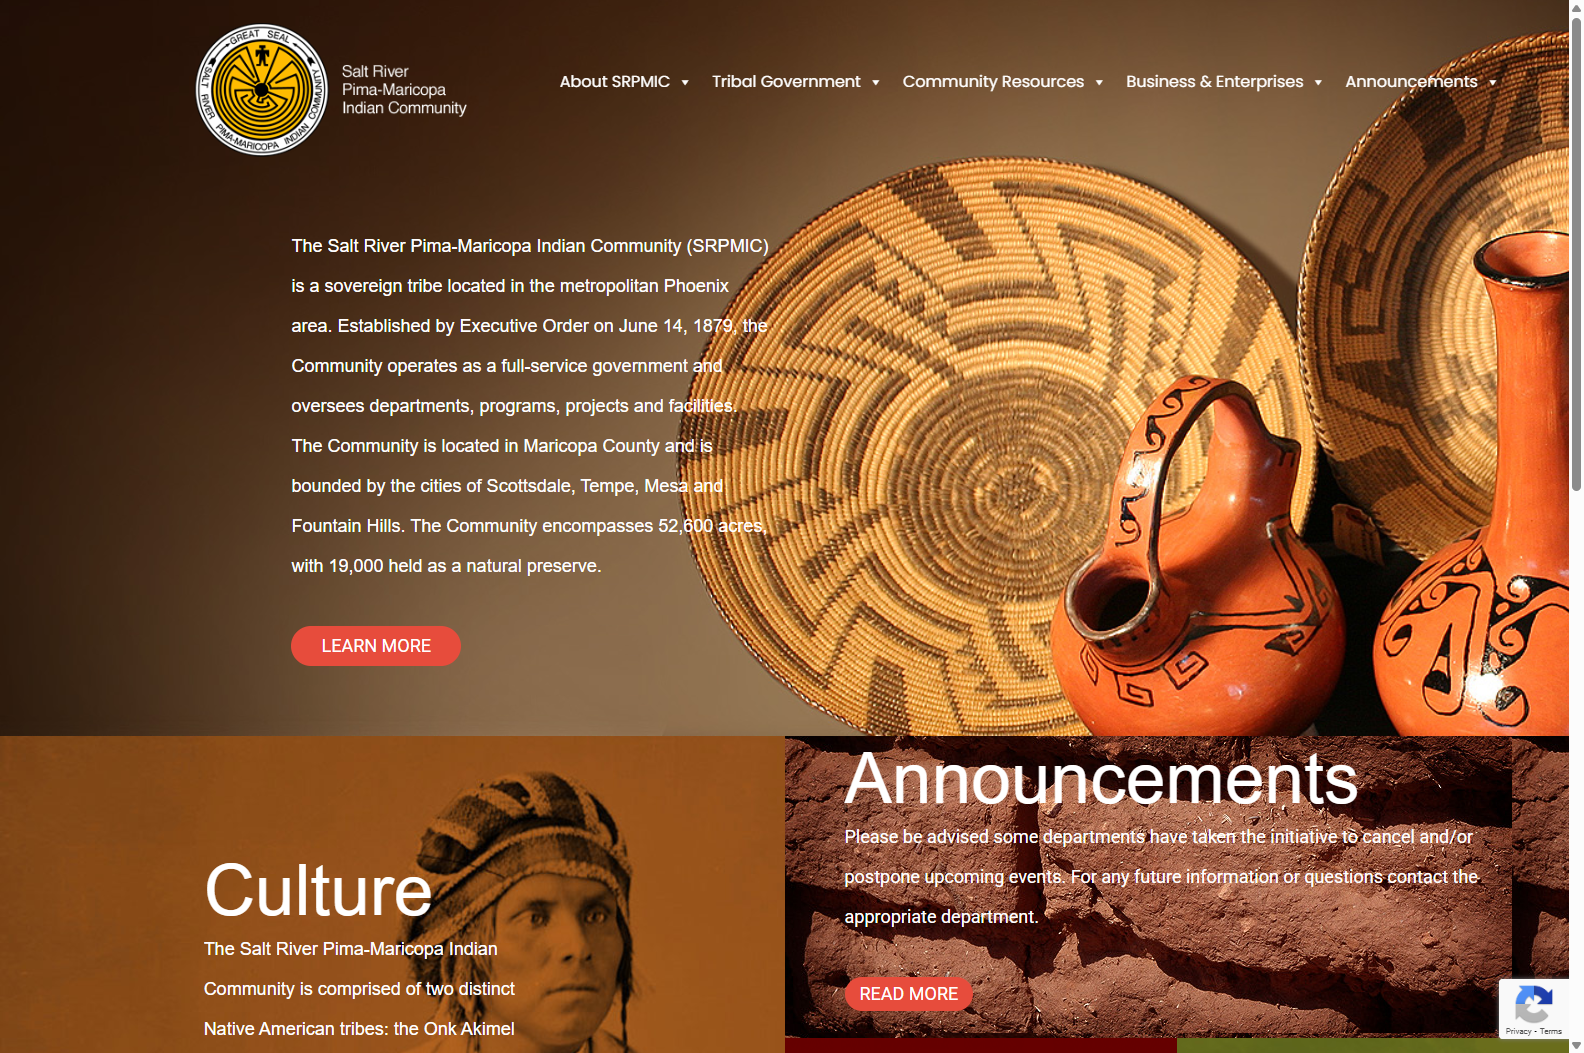 GREAT SEAL
SALT RIVER PIMA-MARICOPA INDIAN COMMUNITY
Salt River
Pima-Maricopa
Indian Community
About SRPMIC
Tribal Government
Community Resources
Business & Enterprises
Announcements
The Salt River Pima-Maricopa Indian Community (SRPMIC)
is a sovereign tribe located in the metropolitan Phoenix
area. Established by Executive Order on June 14, 1879, the
Community operates as a full-service government and
oversees departments, programs, projects and facilities.
The Community is located in Maricopa County and is
bounded by the cities of Scottsdale, Tempe, Mesa and
Fountain Hills. The Community encompasses 52,600 acres,
with 19,000 held as a natural preserve.
LEARN MORE
Culture
The Salt River Pima-Maricopa Indian
Community is comprised of two distinct
Native American tribes: the Onk Akimel
Announcements
Please be advised some departments have taken the initiative to cancel and/or
postpone upcoming events. For any future information or questions contact the
appropriate department.
READ MORE
Privacy - Terms